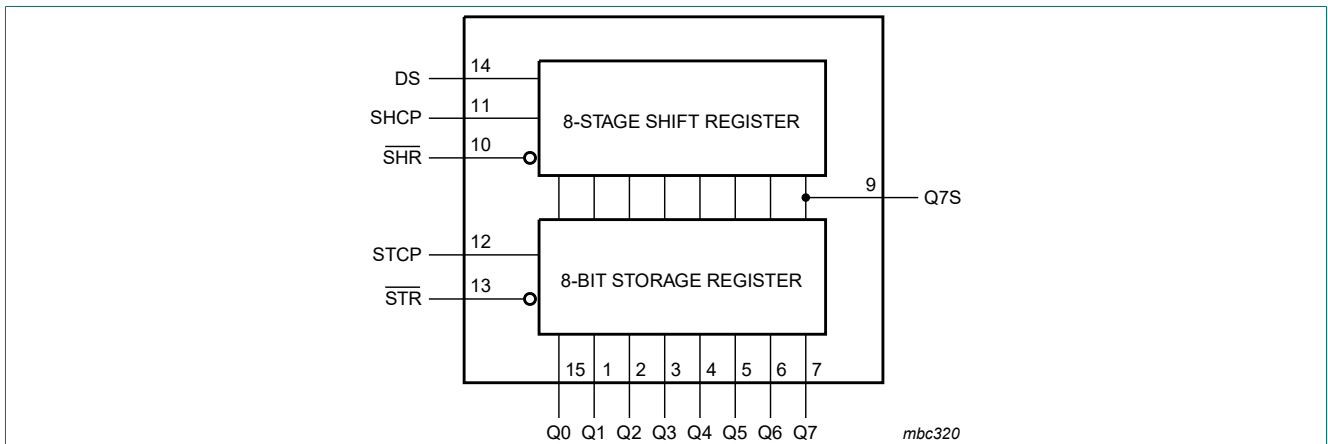 DS 14
SHCP 11
8-STAGE SHIFT REGISTER
SHR 10
9 Q7S
STCP 12
8-BIT STORAGE REGISTER
STR 13
15 1 2 3 4 5 6 7
Q0 Q1 Q2 Q3 Q4 Q5 Q6 Q7
mbc320